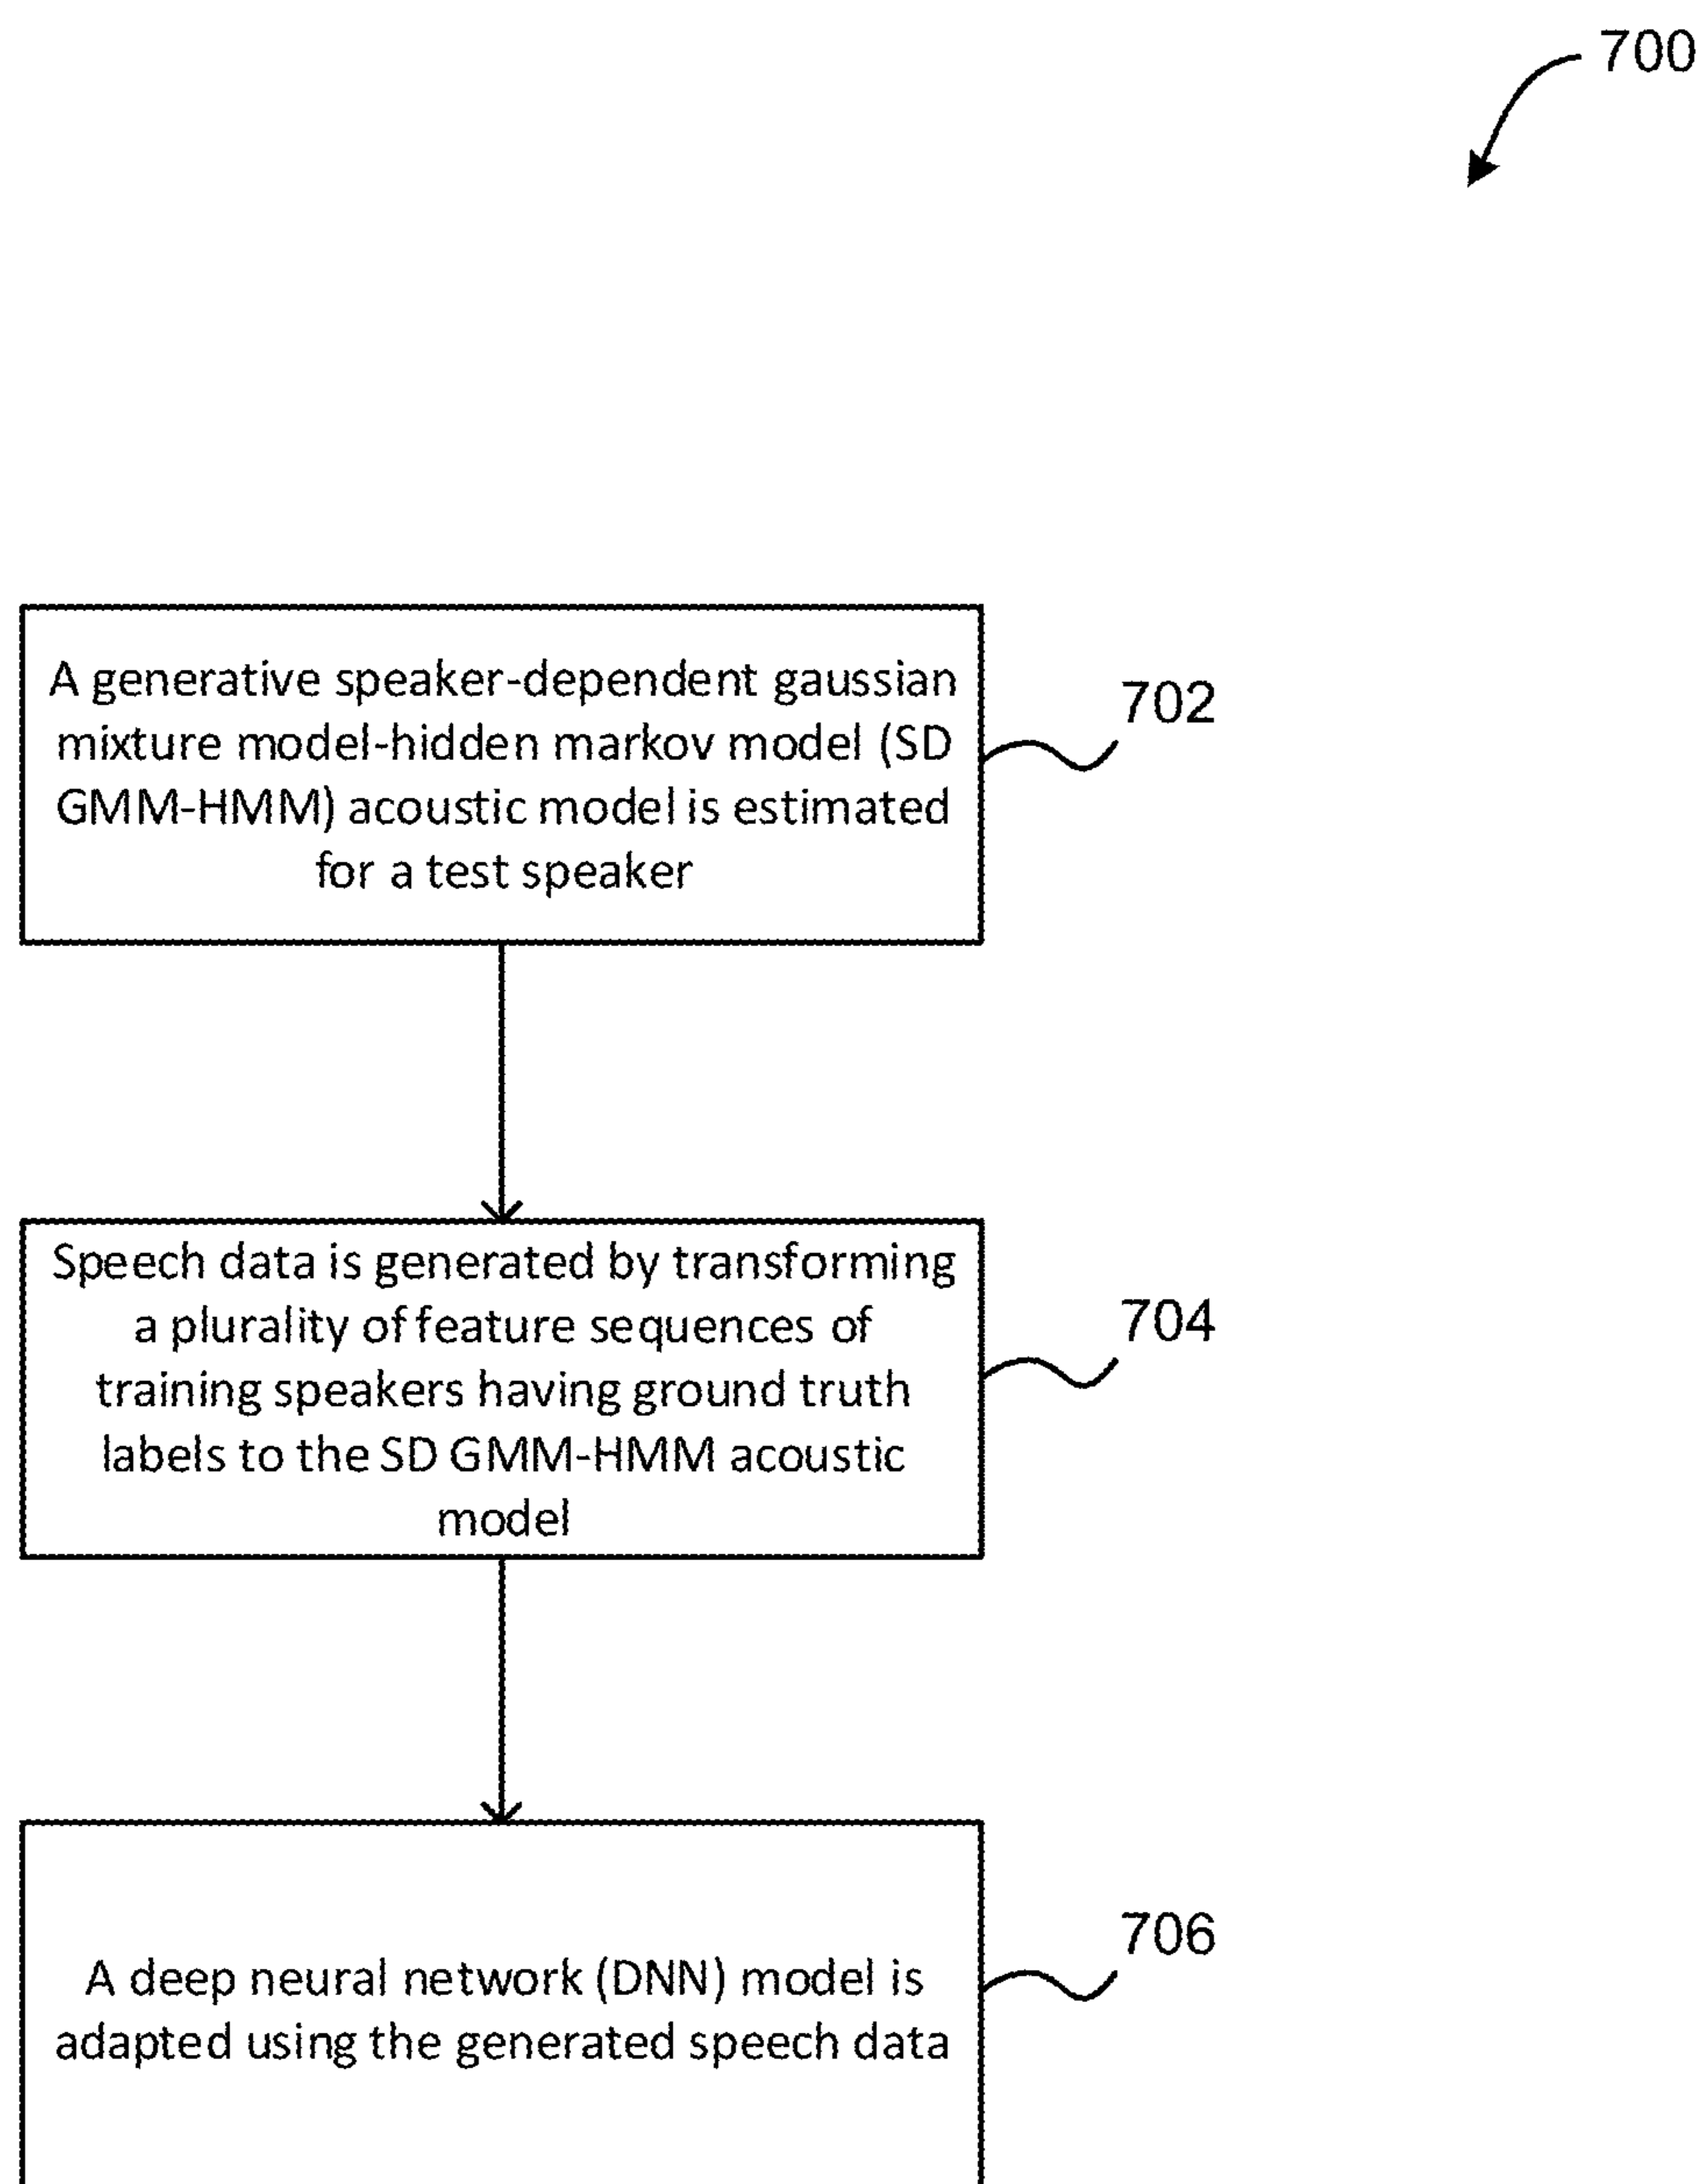 700
A generative speaker-dependent gaussian
mixture model-hidden markov model (SD
GMM-HMM) acoustic model is estimated
for a test speaker
702
Speech data is generated by transforming
a plurality of feature sequences of
training speakers having ground truth
labels to the SD GMM-HMM acoustic
model
704
A deep neural network (DNN) model is
adapted using the generated speech data
706